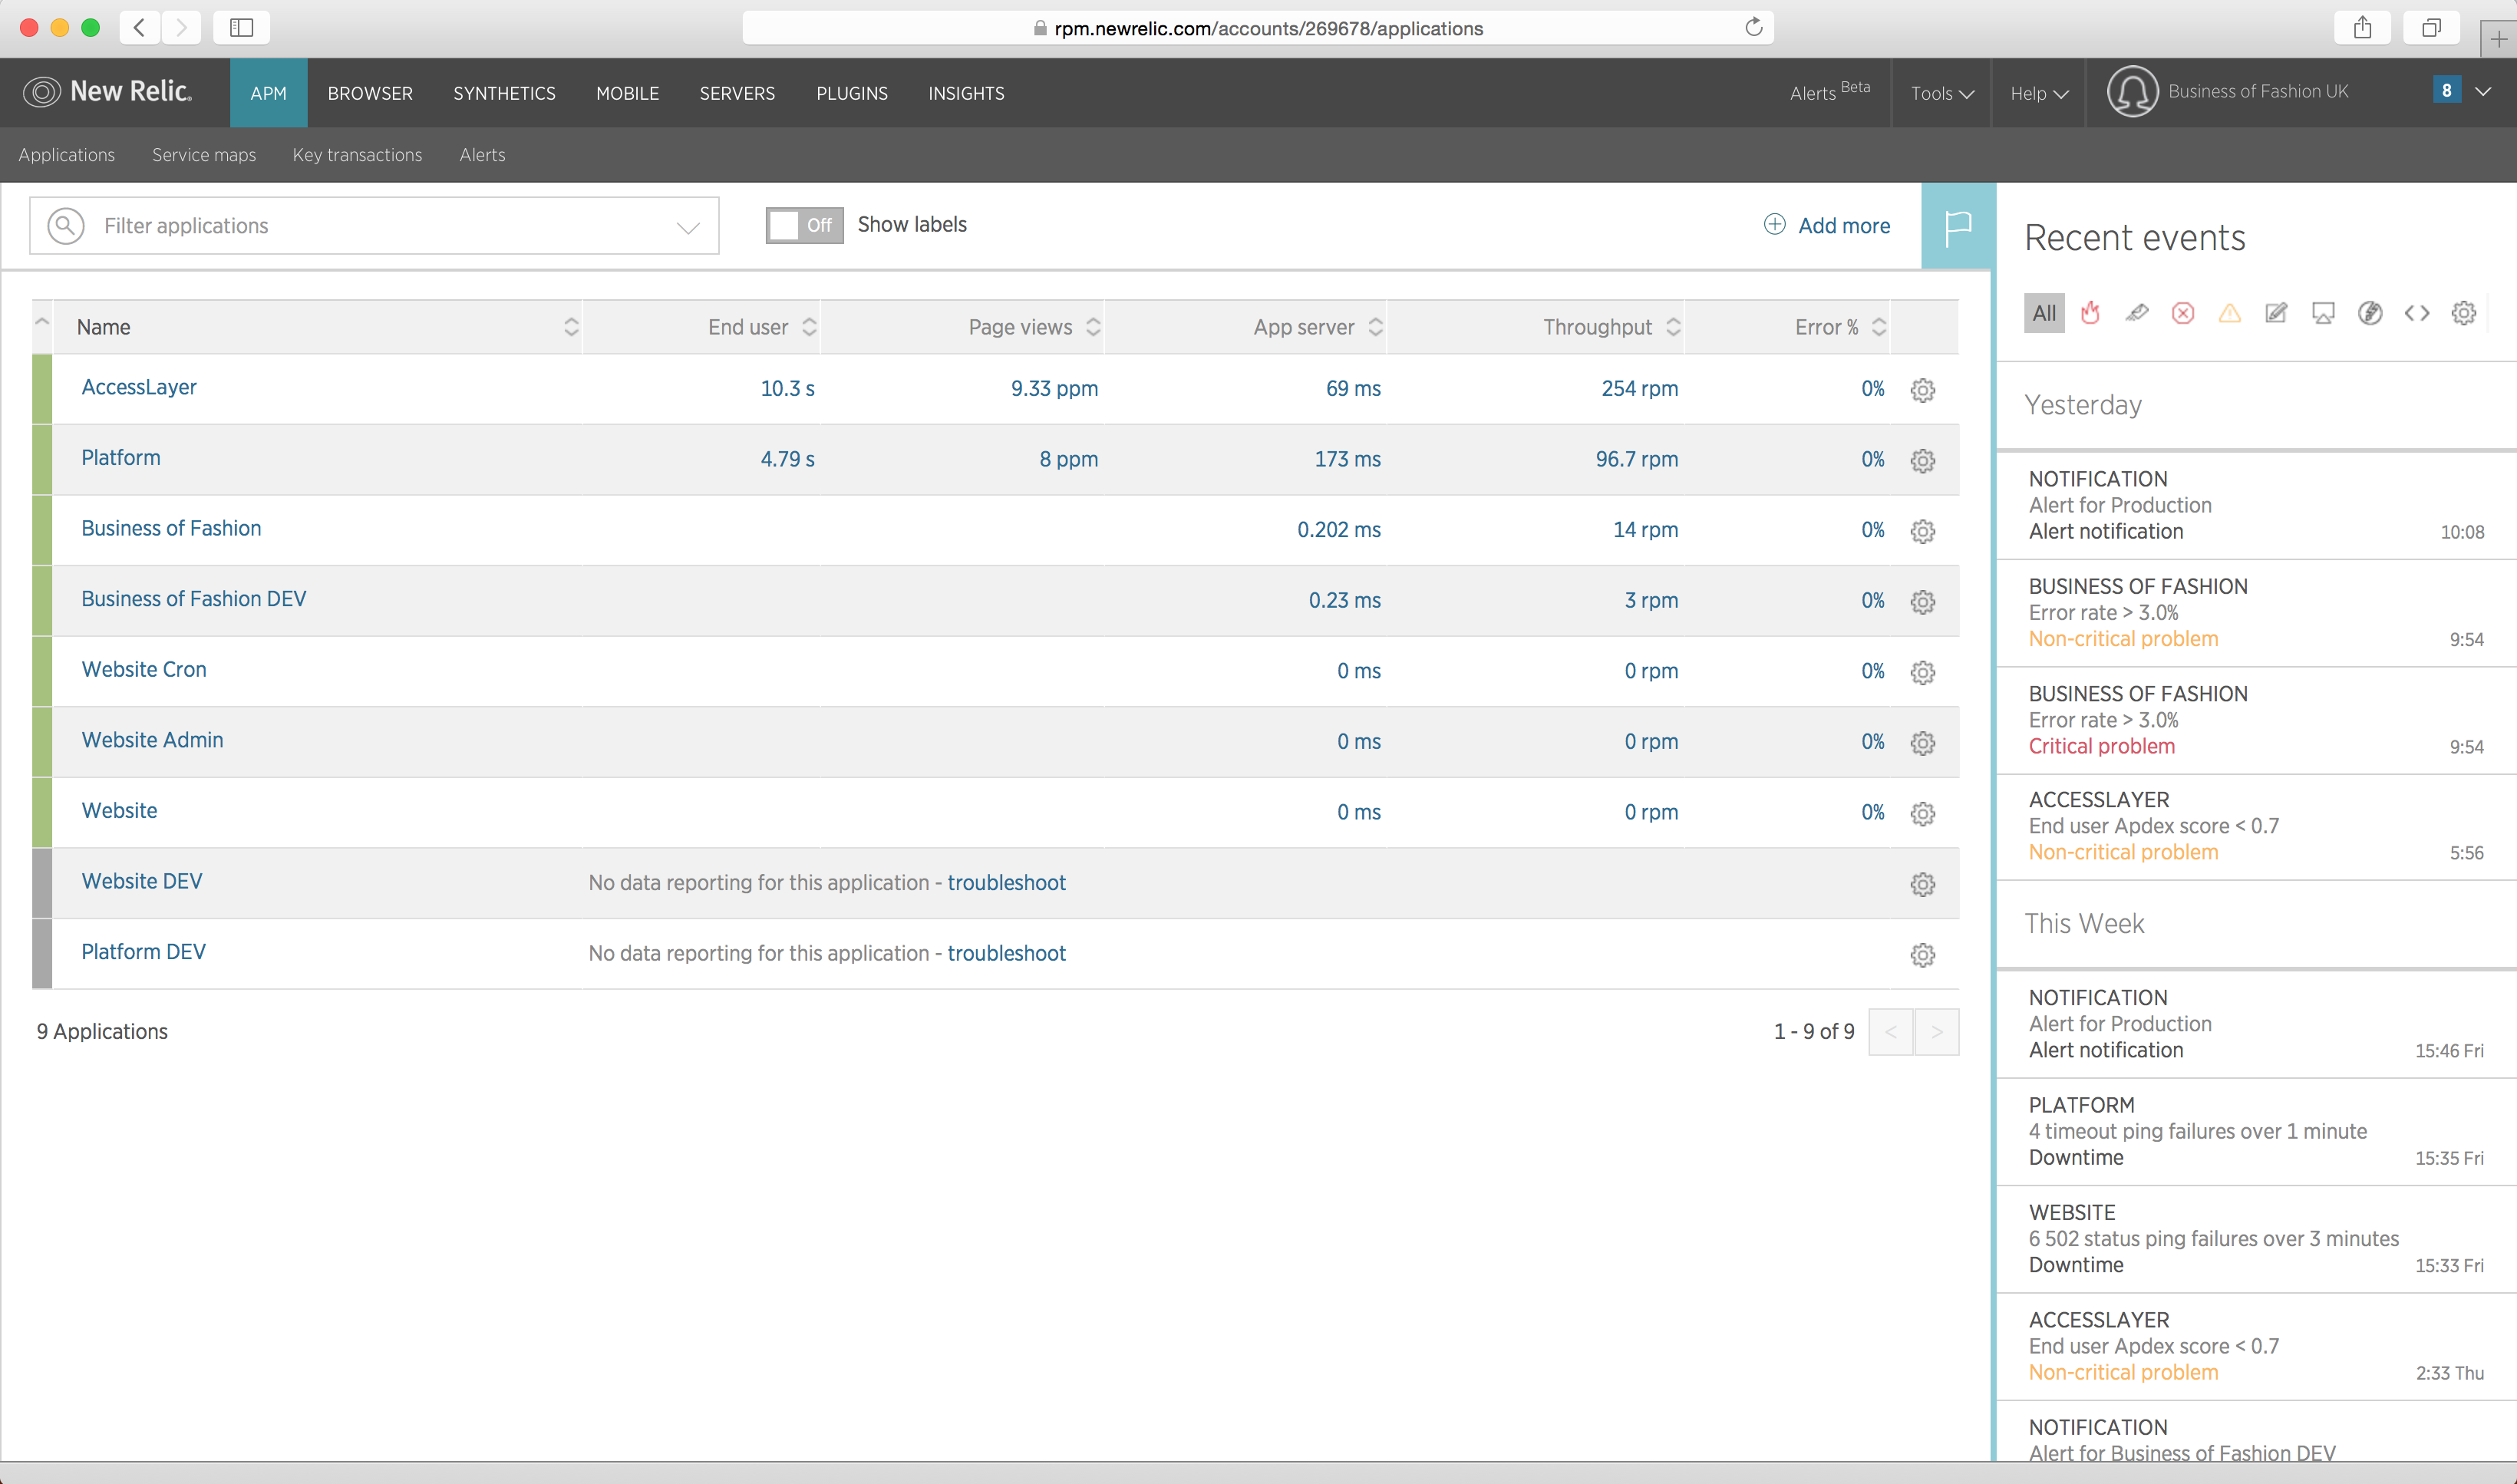 rpm.newrelic.com/accounts/269678/applications
New Relic.
APM BROWSER SYNTHETICS MOBILE SERVERS PLUGINS INSIGHTS
Alerts Beta Tools Help Business of Fashion UK 8
Applications Service maps Key transactions Alerts
Filter applications
Off Show labels
Add more
Name End user Page views App server Throughput Error %
AccessLayer 10.3 s 9.33 ppm 69 ms 254 rpm 0%
Platform 4.79 s 8 ppm 173 ms 96.7 rpm 0%
Business of Fashion 0.202 ms 14 rpm 0%
Business of Fashion DEV 0.23 ms 3 rpm 0%
Website Cron 0 ms 0 rpm 0%
Website Admin 0 ms 0 rpm 0%
Website 0 ms 0 rpm 0%
Website DEV No data reporting for this application - troubleshoot
Platform DEV No data reporting for this application - troubleshoot
9 Applications
1 - 9 of 9 < >
Recent events
All
Yesterday
NOTIFICATION
Alert for Production
Alert notification 10:08
BUSINESS OF FASHION
Error rate > 3.0%
Non-critical problem 9:54
BUSINESS OF FASHION
Error rate > 3.0%
Critical problem 9:54
ACCESSLAYER
End user Apdex score < 0.7
Non-critical problem 5:56
This Week
NOTIFICATION
Alert for Production
Alert notification 15:46 Fri
PLATFORM
4 timeout ping failures over 1 minute
Downtime 15:35 Fri
WEBSITE
6 502 status ping failures over 3 minutes
Downtime 15:33 Fri
ACCESSLAYER
End user Apdex score < 0.7
Non-critical problem 2:33 Thu
NOTIFICATION
Alert for Business of Fashion DEV